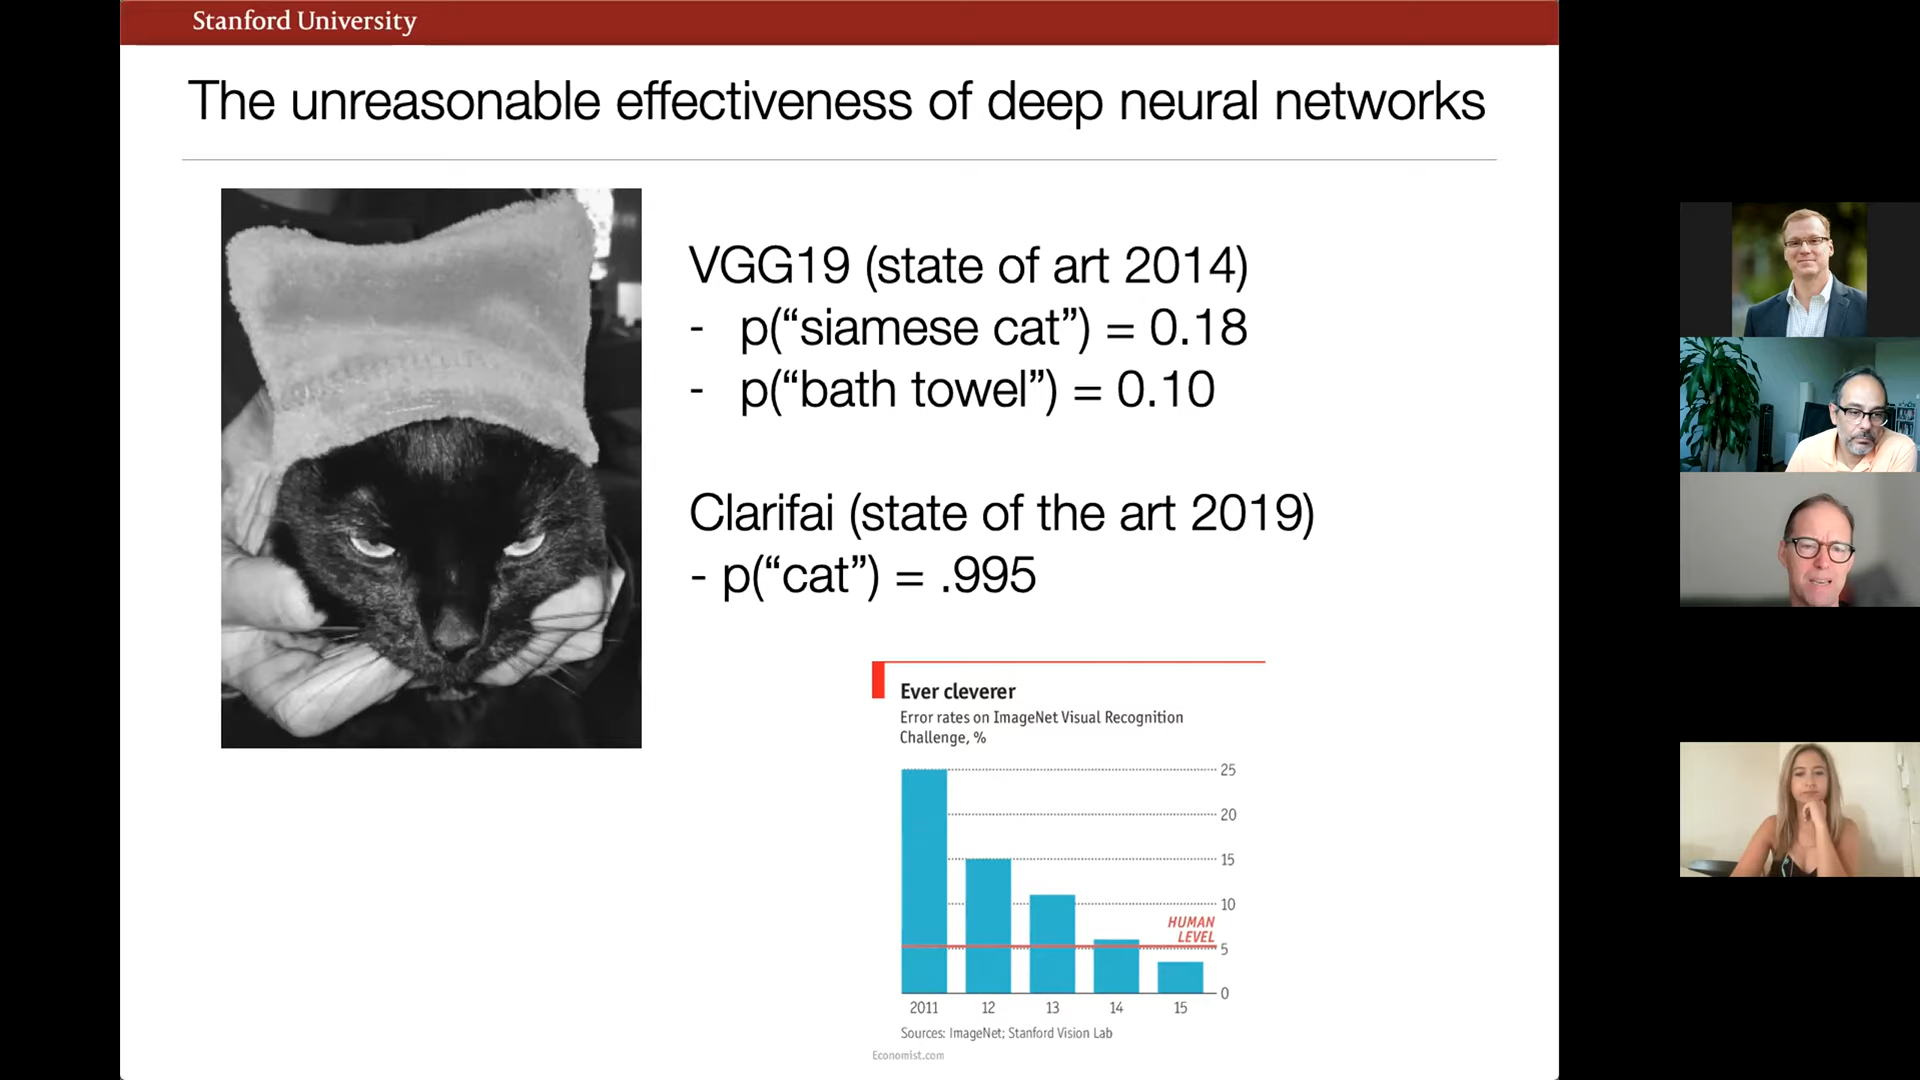 Stanford University
The unreasonable effectiveness of deep neural networks
VGG19 (state of art 2014)
- p(“siamese cat”) = 0.18
- p(“bath towel”) = 0.10
Clarifai (state of the art 2019)
- p(“cat”) = .995
Ever cleverer
Error rates on ImageNet Visual Recognition
Challenge, %
25
20
15
10
HUMAN
LEVEL
5
0
2011 12 13 14 15
Sources: ImageNet; Stanford Vision Lab
Economist.com